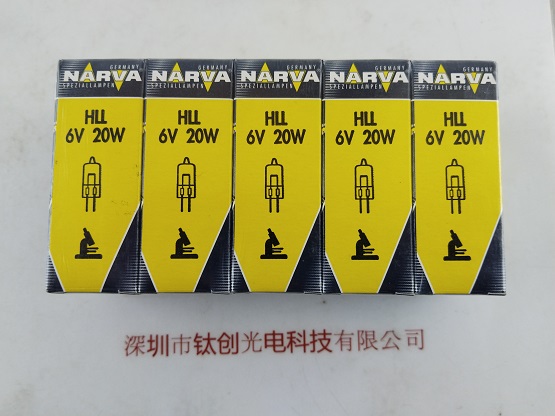 GERMANY GERMANY GERMANY GERMANY GERMANY
NARVA NARVA NARVA NARVA NARVA
SPEZIALLAMPEN SPEZIALLAMPEN SPEZIALLAMPEN SPEZIALLAMPEN SPEZIALLAMPEN
HLL HLL HLL HLL HLL
6V 20W 6V 20W 6V 20W 6V 20W 6V 20W
深圳市钛创光电科技有限公司